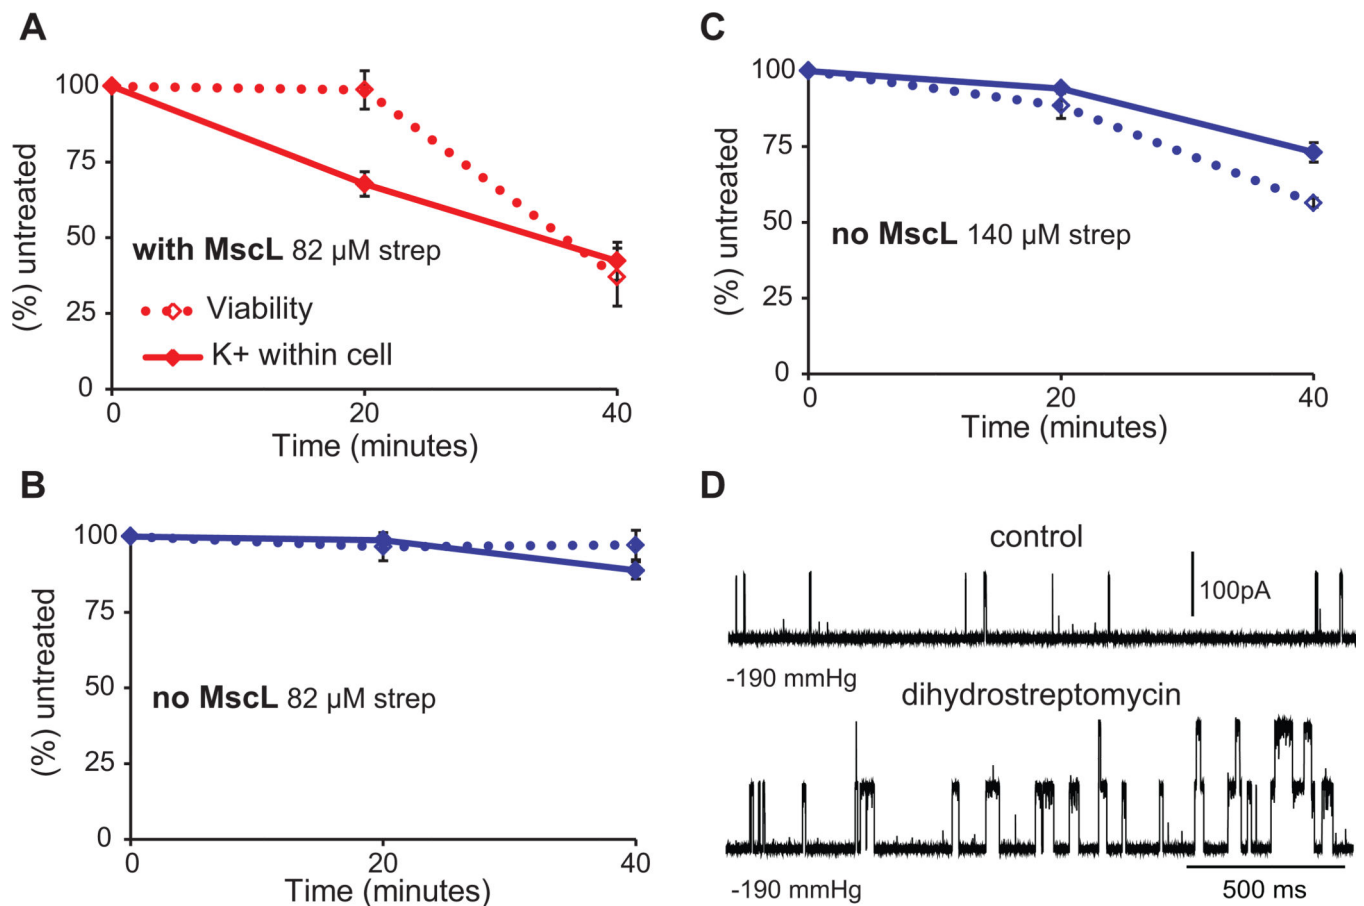 A
(%) untreated
100
75
50
25
0
with MscL 82 µM strep
Viability
K+ within cell
0
20
40
Time (minutes)
B
(%) untreated
100
75
50
25
0
no MscL 82 µM strep
0
20
40
Time (minutes)
C
(%) untreated
100
75
50
25
0
no MscL 140 µM strep
0
20
40
Time (minutes)
D
control
100pA
-190 mmHg
dihydrostreptomycin
-190 mmHg
500 ms